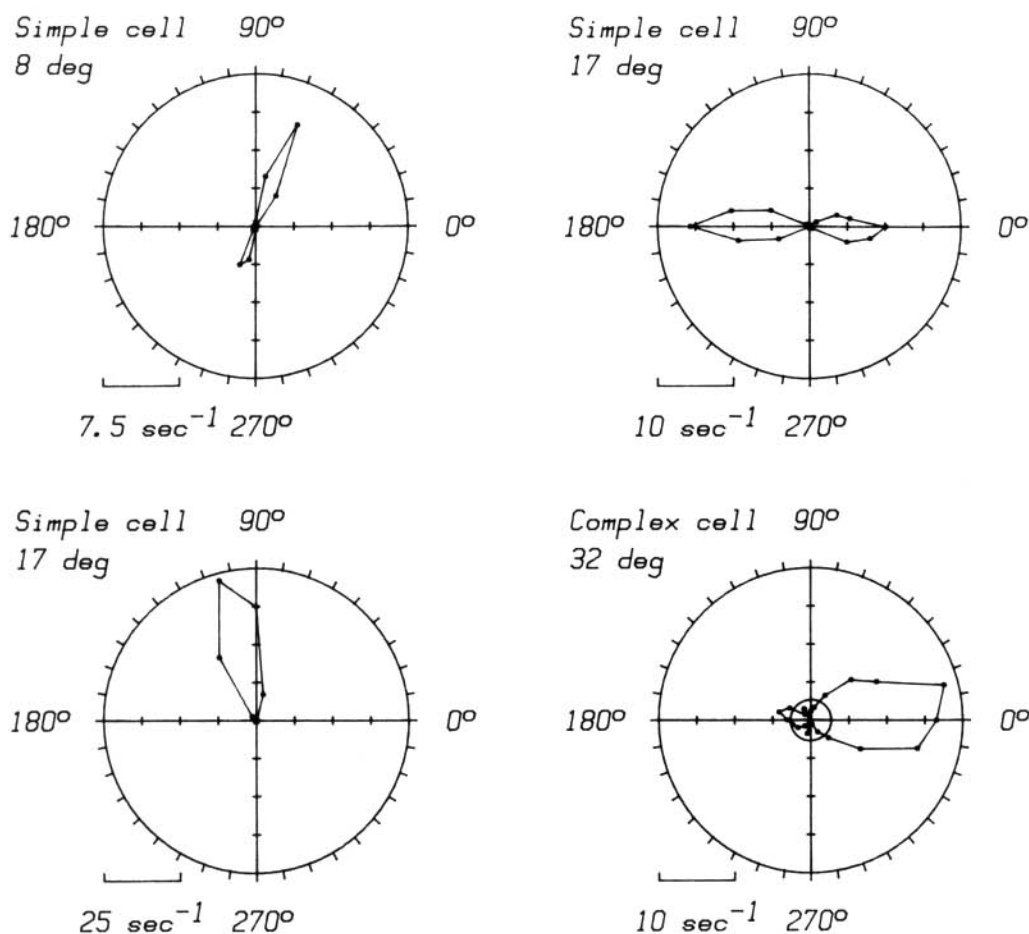 Simple cell 90°
8 deg
180° 0°
7.5 sec⁻¹ 270°
Simple cell 90°
17 deg
180° 0°
10 sec⁻¹ 270°
Simple cell 90°
17 deg
180° 0°
25 sec⁻¹ 270°
Complex cell 90°
32 deg
180° 0°
10 sec⁻¹ 270°